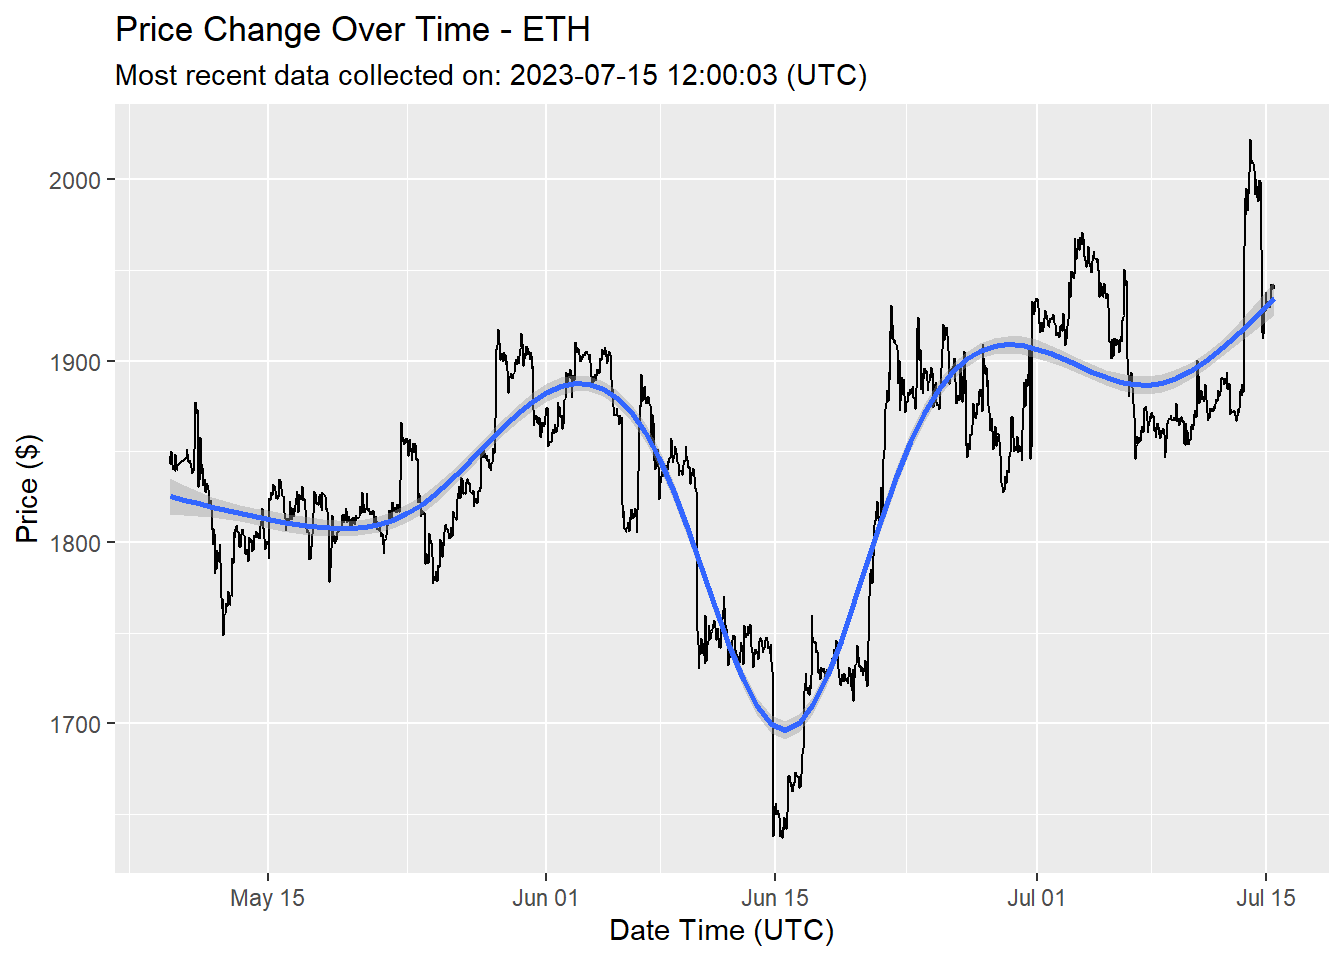 Price Change Over Time - ETH
Most recent data collected on: 2023-07-15 12:00:03 (UTC)
Price ($)
2000
1900
1800
1700
May 15
Jun 01
Jun 15
Jul 01
Jul 15
Date Time (UTC)